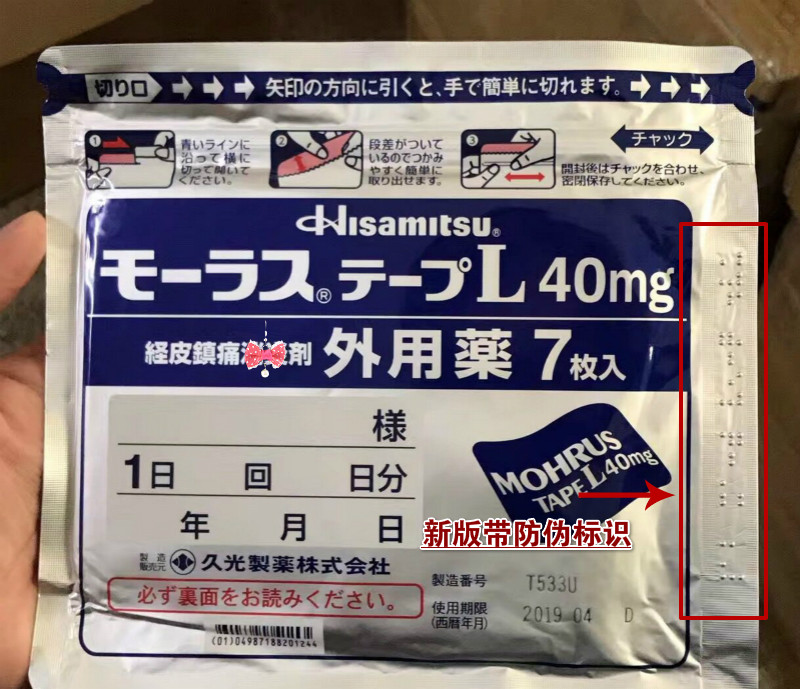 切り口
矢印の方向に引くと、手で簡単に切れます。
1
青いラインに
沿って横に
切って開いて
ください。
2
段差がついて
いるのでつかみ
やすく簡単に
取り出せます。
3
チャック
開封後はチャックを合わせ、
密閉保存してください。
Hisamitsu®
モーラス®テープL 40mg
経皮鎮痛 剤 外用薬 7枚入
様
1日 回 日分
年 月 日
MOHRUS
TAPE L 40mg
新版带防伪标识
製造
販売元 久光製薬株式会社
必ず裏面をお読みください。
(01)04987188201244
製造番号 T533U
使用期限 2019 04 D
(西暦年月)